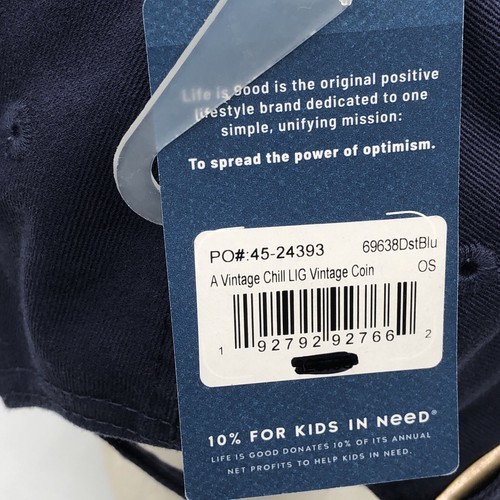 Life is good is the original positive
lifestyle brand dedicated to one
simple, unifying mission:
To spread the power of optimism.
PO#:45-24393 69638DstBlu
A Vintage Chill LIG Vintage Coin OS
1 92792 92766 2
10% FOR KIDS IN NeeD®
LIFE IS GOOD DONATES 10% OF ITS ANNUAL
NET PROFITS TO HELP KIDS IN NEED.